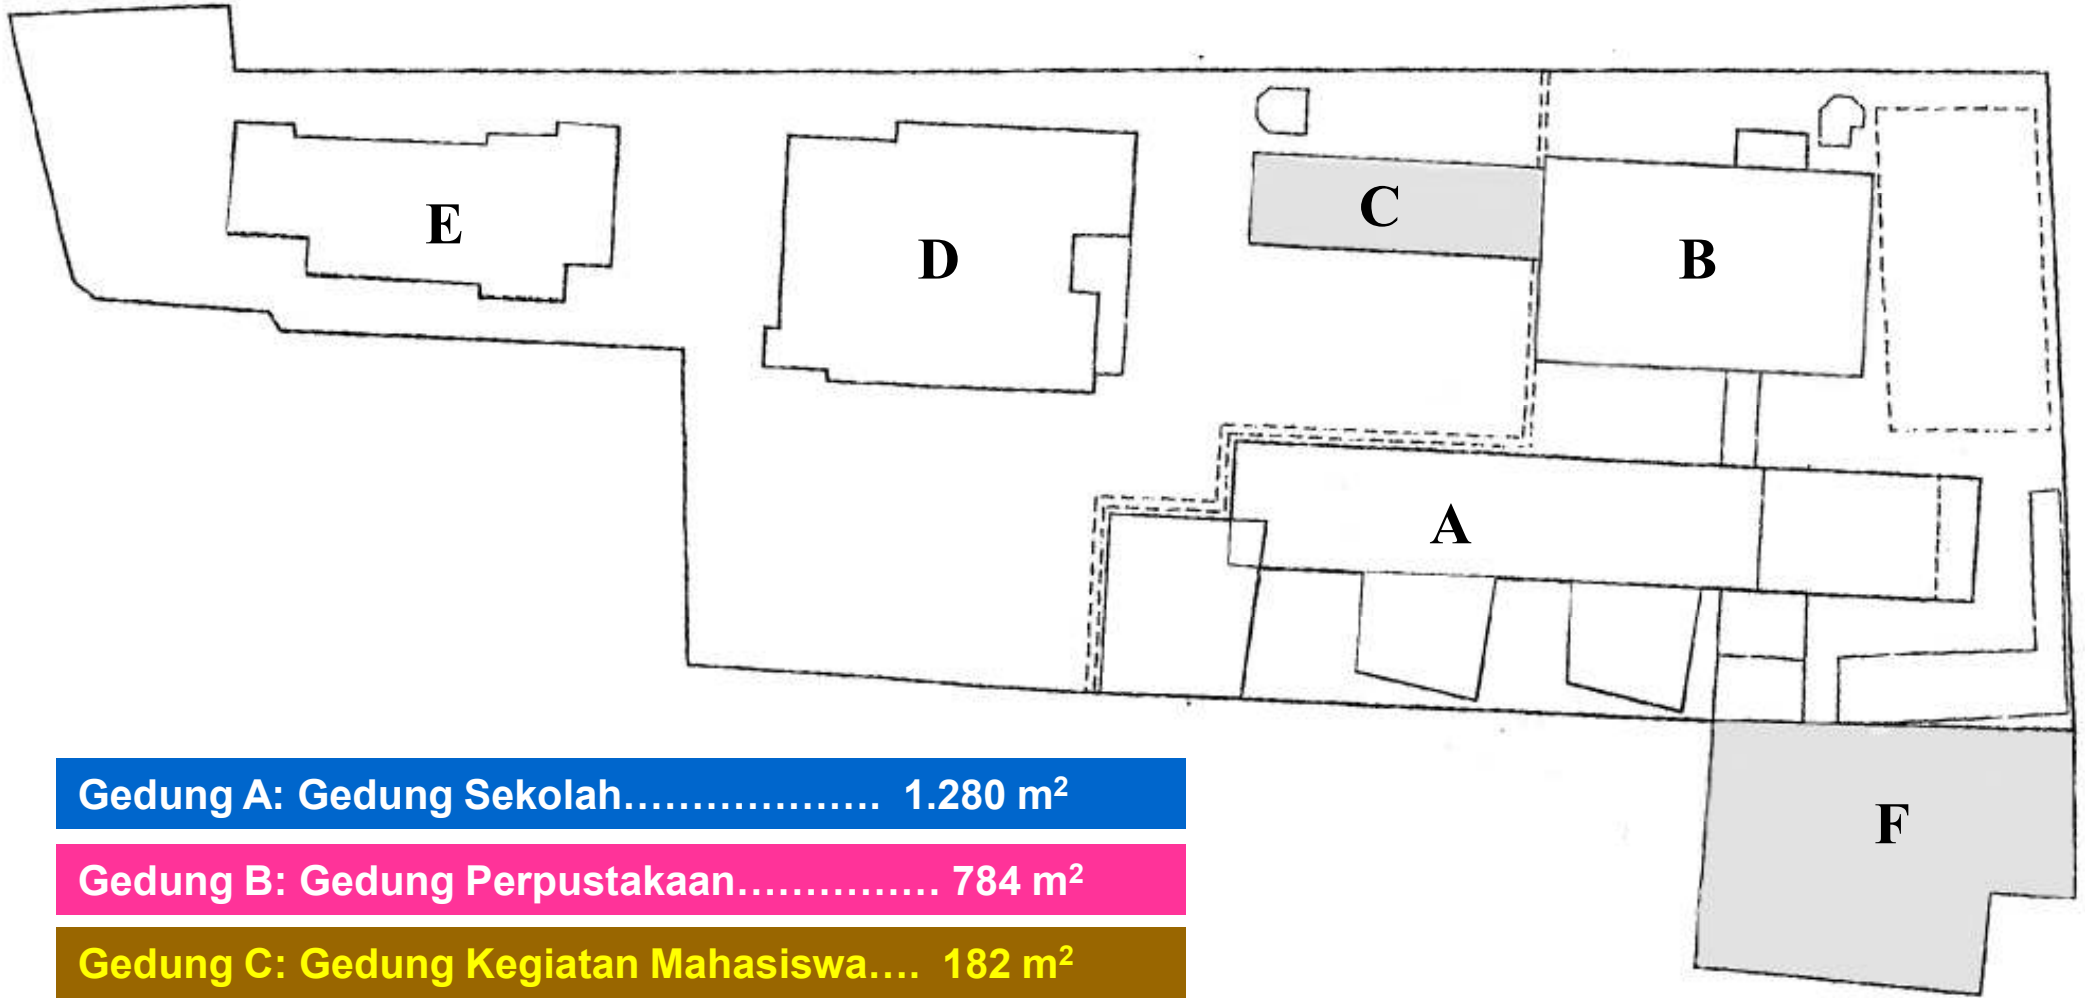 E
D
C
B
A
F
Gedung A: Gedung Sekolah………………. 1.280 m²
Gedung B: Gedung Perpustakaan…………… 784 m²
Gedung C: Gedung Kegiatan Mahasiswa…. 182 m²